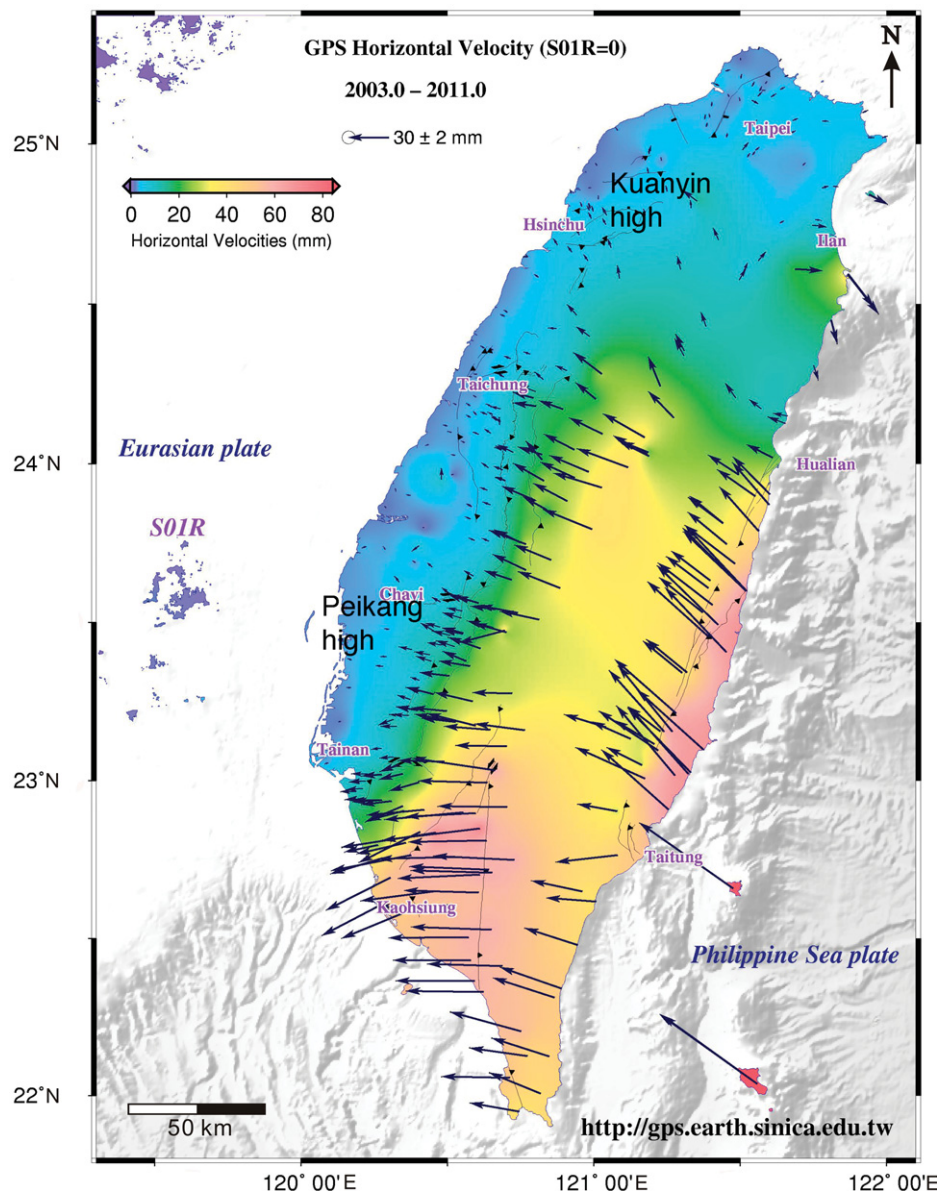 GPS Horizontal Velocity (S01R=0)
2003.0 – 2011.0
N
30 ± 2 mm
0 20 40 60 80
Horizontal Velocities (mm)
25°N
24°N
23°N
22°N
Taipei
Kuanyin
high
Hsinchu
Ilan
Taichung
Eurasian plate
Hualian
S01R
Chayi
Peikang
high
Tainan
Taitung
Kaohsiung
Philippine Sea plate
50 km
http://gps.earth.sinica.edu.tw
120°00'E 121°00'E 122°00'E